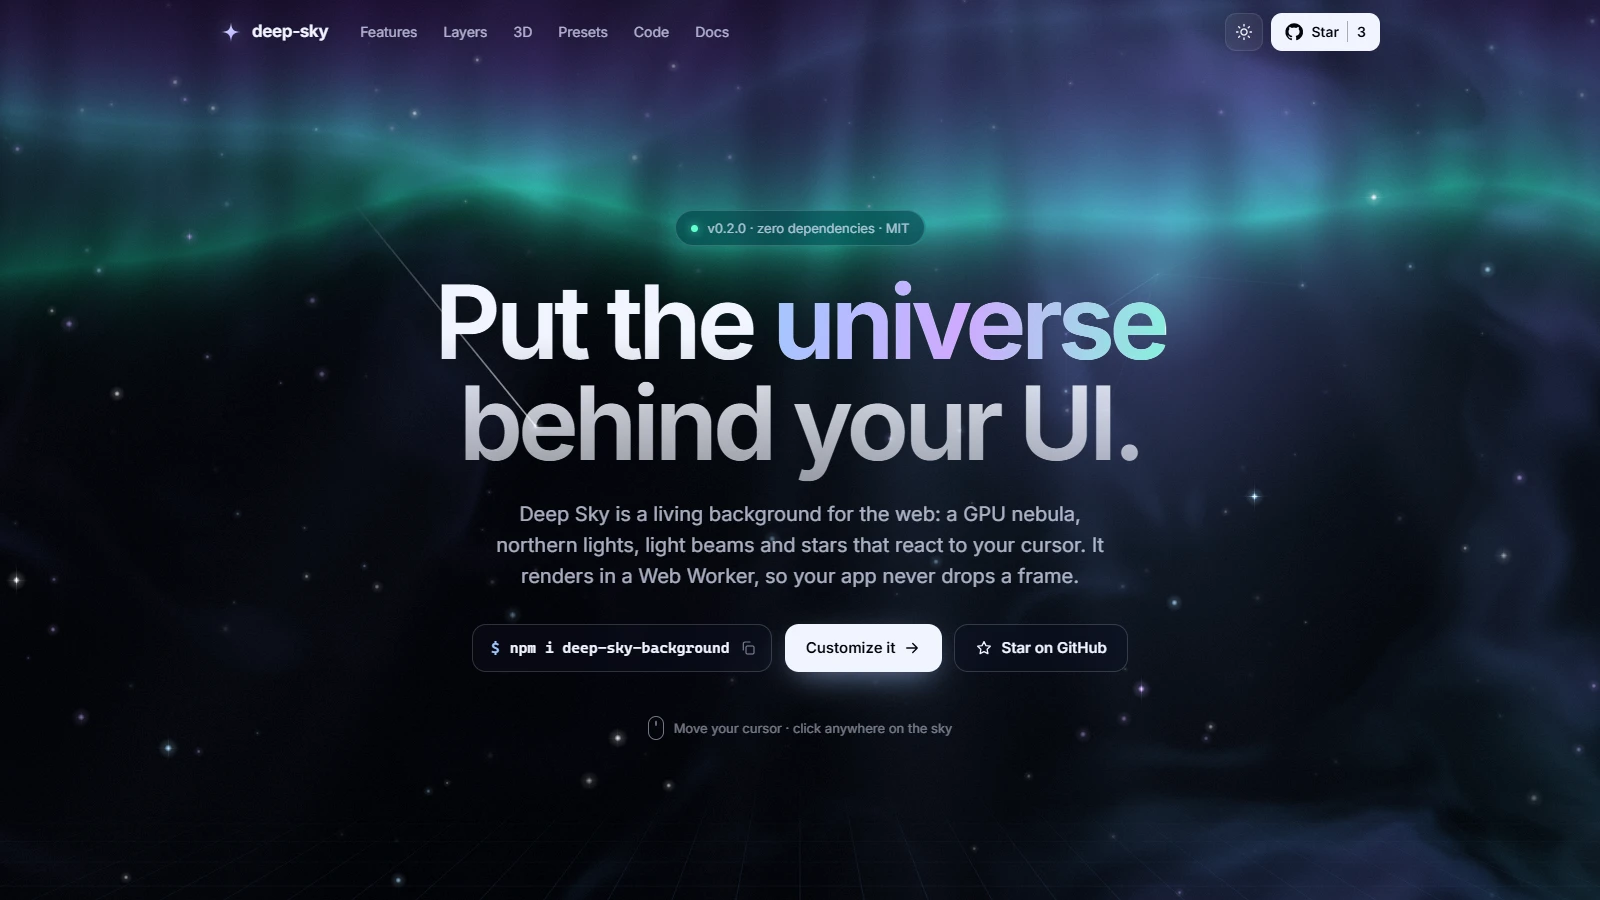 deep-sky
Features
Layers
3D
Presets
Code
Docs
Star
3
v0.2.0 · zero dependencies · MIT
Put the universe
behind your UI.
Deep Sky is a living background for the web: a GPU nebula,
northern lights, light beams and stars that react to your cursor. It
renders in a Web Worker, so your app never drops a frame.
$ npm i deep-sky-background
Customize it →
Star on GitHub
Move your cursor · click anywhere on the sky